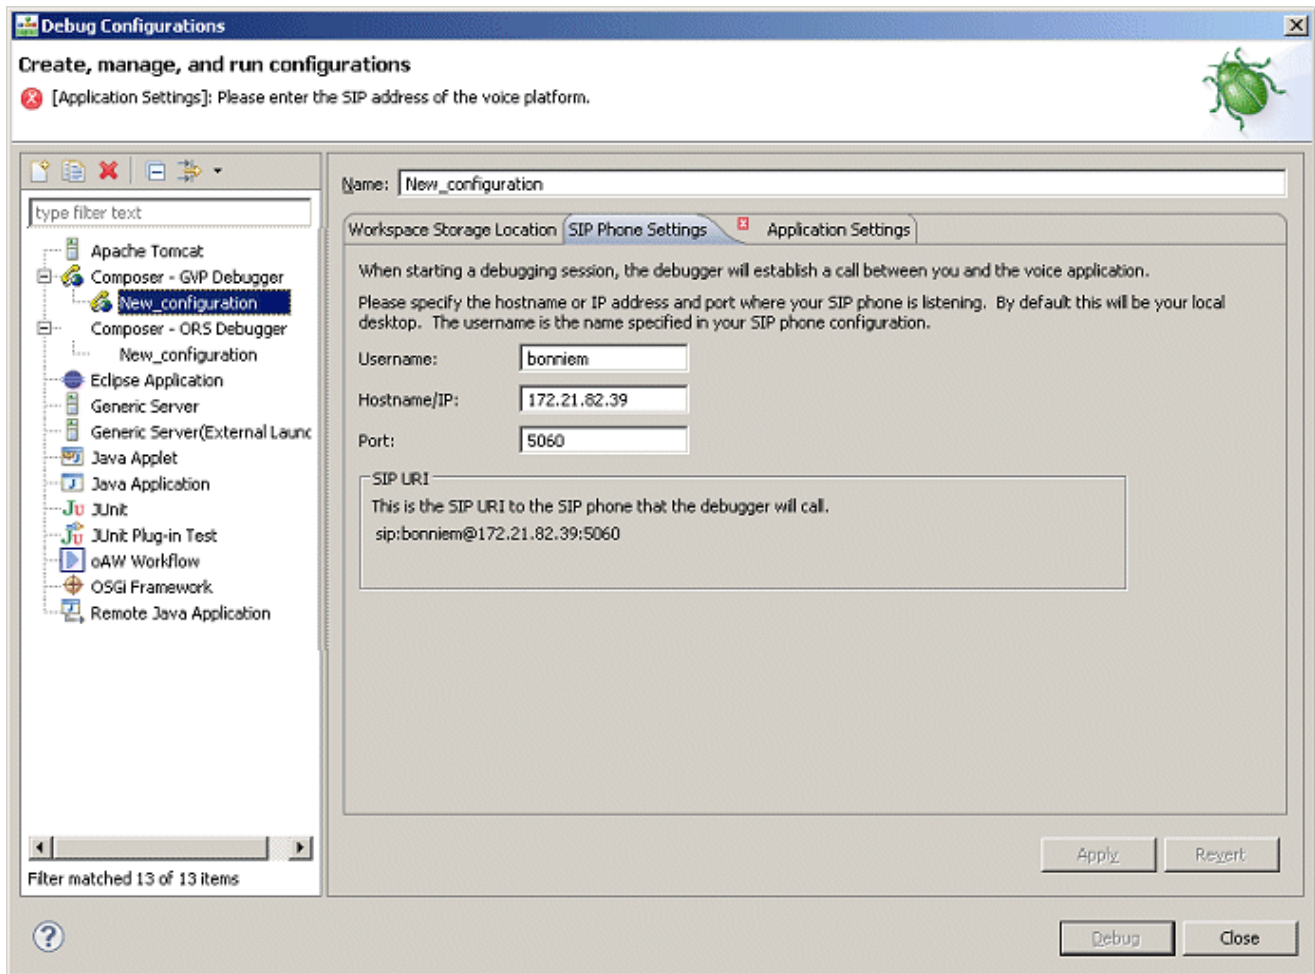 Debug Configurations
Create, manage, and run configurations
[Application Settings]: Please enter the SIP address of the voice platform.
type filter text
Apache Tomcat
Composer - GVP Debugger
New_configuration
Composer - ORS Debugger
New_configuration
Eclipse Application
Generic Server
Generic Server(External Launc
Java Applet
Java Application
Ju JUnit
Ju JUnit Plug-in Test
oAW Workflow
OSGi Framework
Remote Java Application
Filter matched 13 of 13 items
Name: New_configuration
Workspace Storage Location SIP Phone Settings Application Settings
When starting a debugging session, the debugger will establish a call between you and the voice application.
Please specify the hostname or IP address and port where your SIP phone is listening. By default this will be your local
desktop. The username is the name specified in your SIP phone configuration.
Username: bonniem
Hostname/IP: 172.21.82.39
Port: 5060
SIP URI
This is the SIP URI to the SIP phone that the debugger will call.
sip:bonniem@172.21.82.39:5060
Apply Revert
? Debug Close